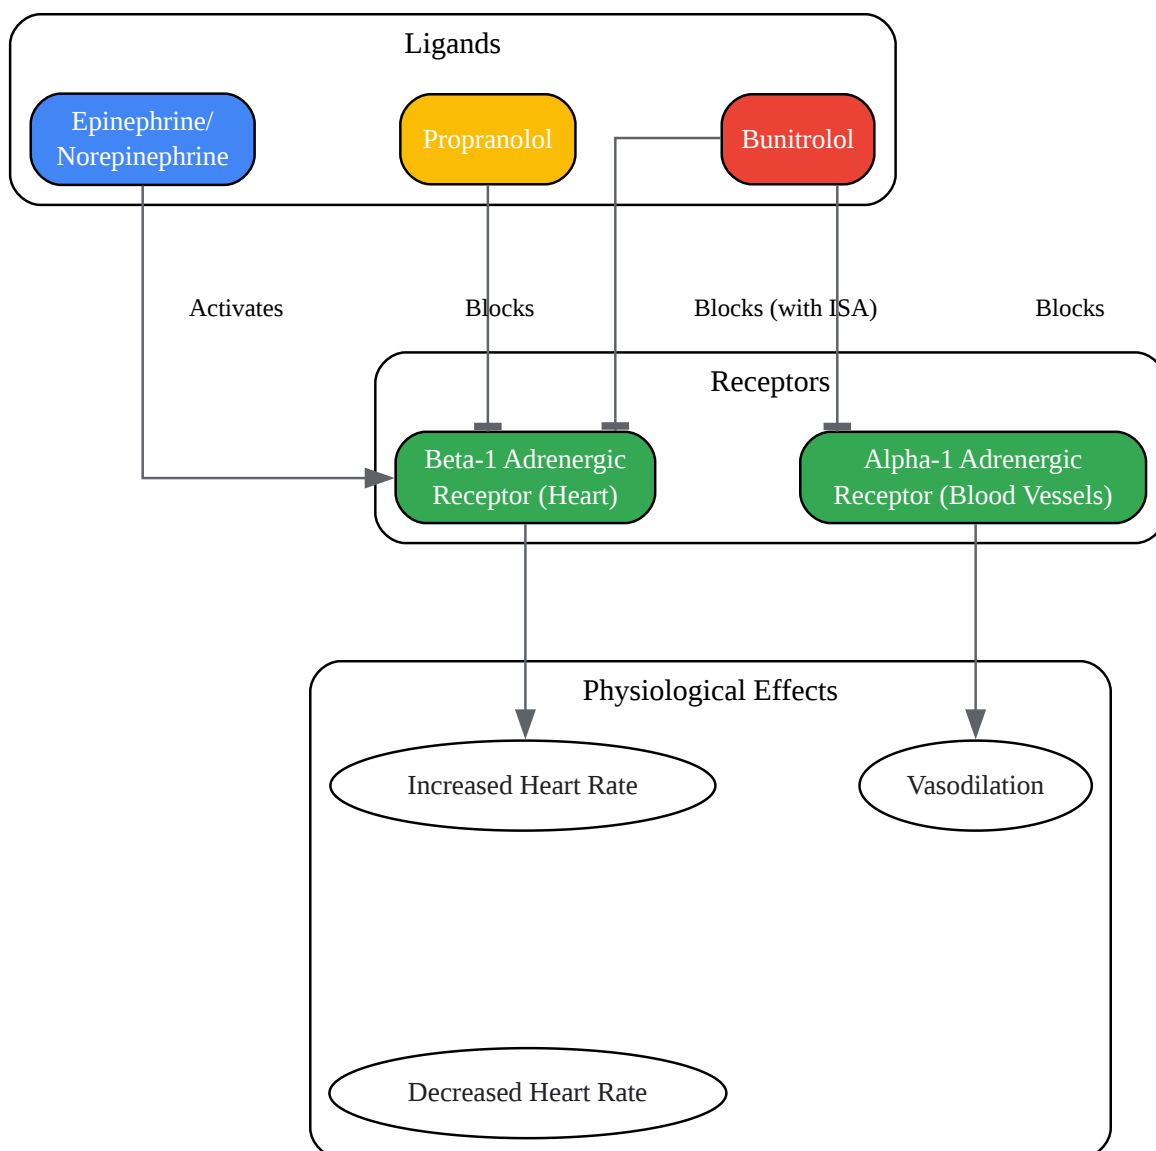 Ligands
Epinephrine/
Norepinephrine
Propranolol
Bunitrolol
Activates
Blocks
Blocks (with ISA)
Blocks
Receptors
Beta-1 Adrenergic
Receptor (Heart)
Alpha-1 Adrenergic
Receptor (Blood Vessels)
Physiological Effects
Increased Heart Rate
Vasodilation
Decreased Heart Rate